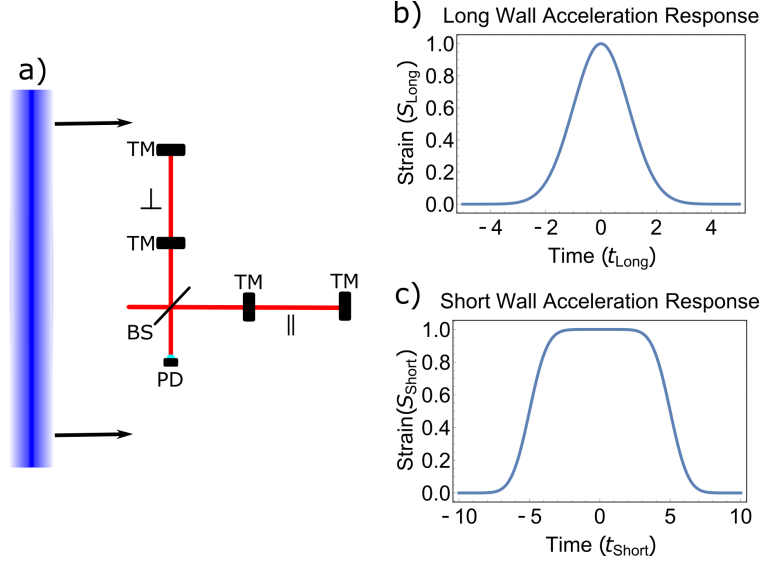 a)
TM
⊥
TM
TM
TM
BS
||
PD
b) Long Wall Acceleration Response
1.0
0.8
0.6
0.4
0.2
0.0
Strain (S_Long)
-4 -2 0 2 4
Time (t_Long)
c) Short Wall Acceleration Response
1.0
0.8
0.6
0.4
0.2
0.0
Strain(S_Short)
-10 -5 0 5 10
Time (t_Short)